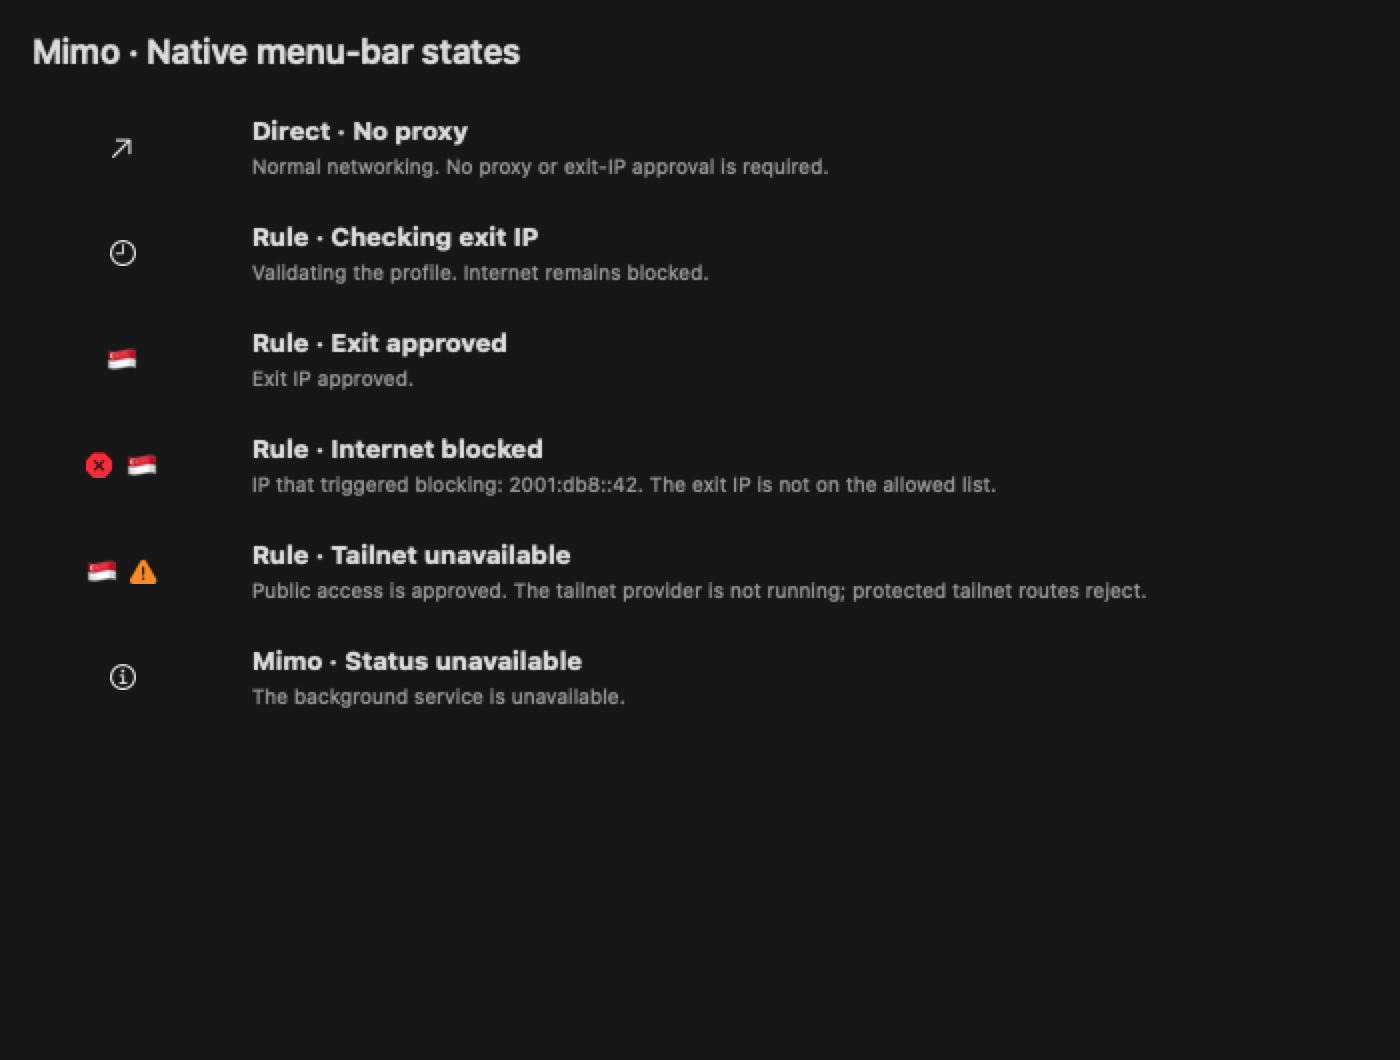 Mimo · Native menu-bar states
Direct · No proxy
Normal networking. No proxy or exit-IP approval is required.
Rule · Checking exit IP
Validating the profile. Internet remains blocked.
Rule · Exit approved
Exit IP approved.
Rule · Internet blocked
IP that triggered blocking: 2001:db8::42. The exit IP is not on the allowed list.
Rule · Tailnet unavailable
Public access is approved. The tailnet provider is not running; protected tailnet routes reject.
Mimo · Status unavailable
The background service is unavailable.